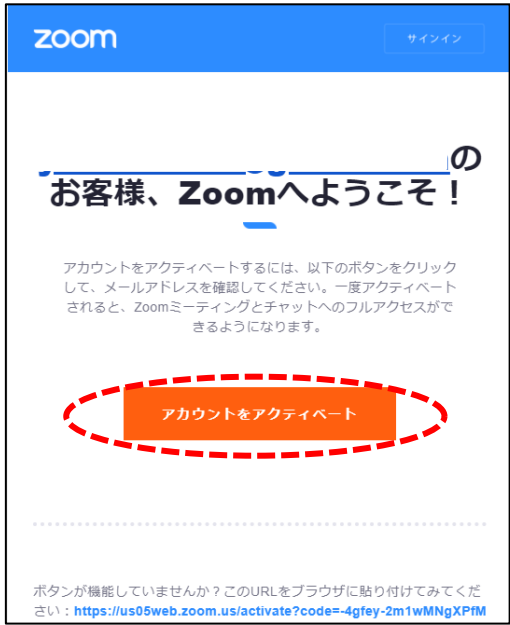 zoom
サインイン
の
お客様、Zoomへようこそ！
アカウントをアクティベートするには、以下のボタンをクリック
して、メールアドレスを確認してください。一度アクティベート
されると、Zoomミーティングとチャットへのフルアクセスがで
きるようになります。
アカウントをアクティベート
ボタンが機能していませんか？このURLをブラウザに貼り付けてみてくだ
さい：https://us05web.zoom.us/activate?code=-4gfey-2m1wMNgXPfM